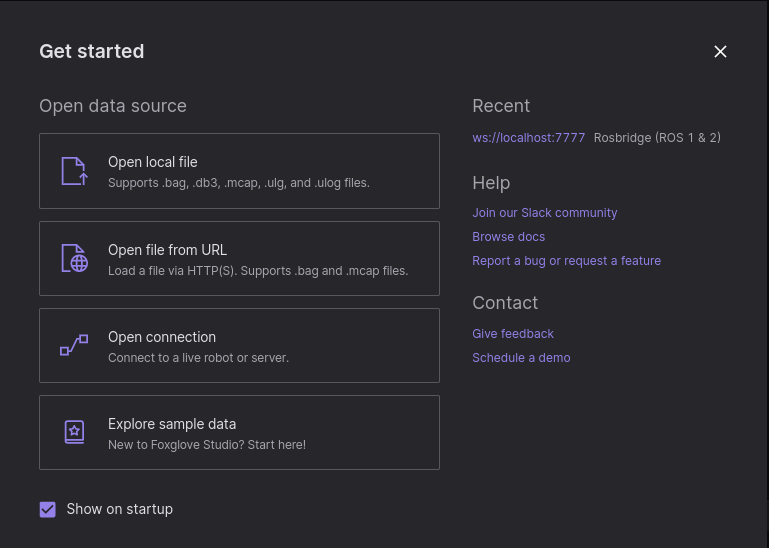 Get started
Open data source
Open local file
Supports .bag, .db3, .mcap, .ulg, and .ulog files.
Open file from URL
Load a file via HTTP(S). Supports .bag and .mcap files.
Open connection
Connect to a live robot or server.
Explore sample data
New to Foxglove Studio? Start here!
Show on startup
Recent
ws://localhost:7777 Rosbridge (ROS 1 & 2)
Help
Join our Slack community
Browse docs
Report a bug or request a feature
Contact
Give feedback
Schedule a demo